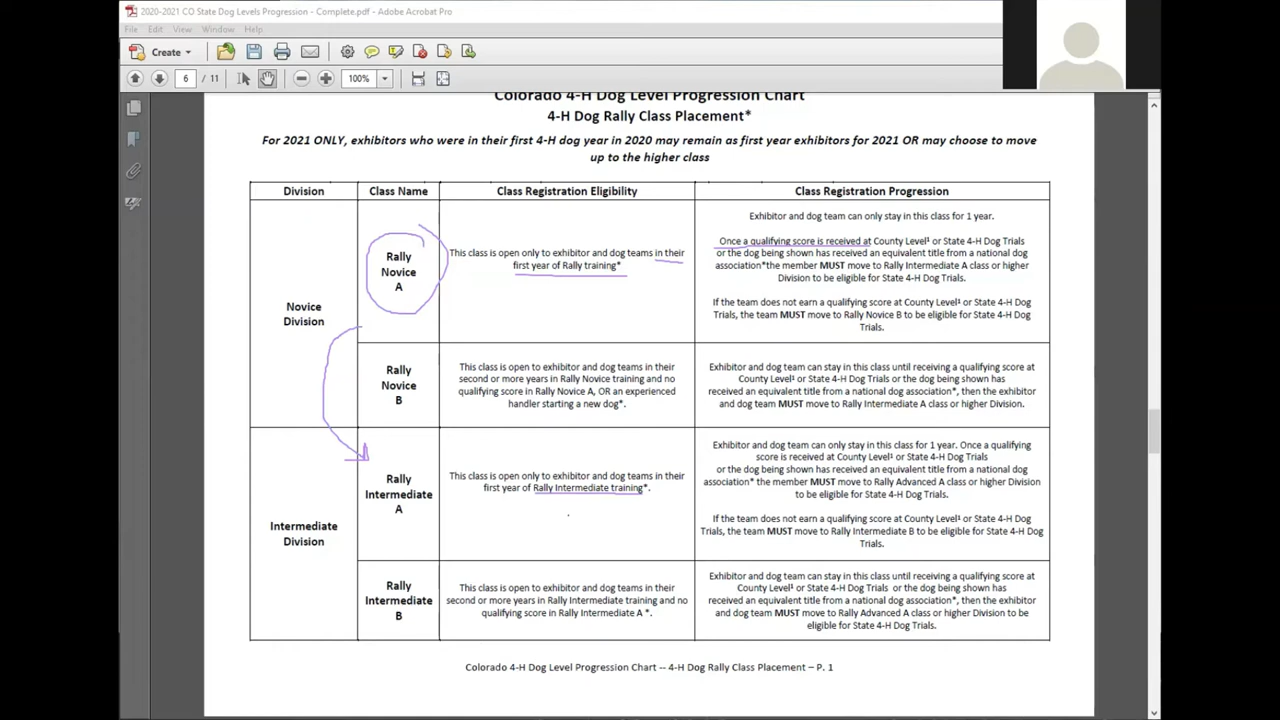 2020-2021 CO State Dog Levels Progression - Complete.pdf - Adobe Acrobat Pro
File Edit View Window Help
Create
6 / 11 100%
Colorado 4-H Dog Level Progression Chart
4-H Dog Rally Class Placement*
For 2021 ONLY, exhibitors who were in their first 4-H dog year in 2020 may remain as first year exhibitors for 2021 OR may choose to move
up to the higher class
Division Class Name Class Registration Eligibility Class Registration Progression
Novice
Division
Rally
Novice
A
This class is open only to exhibitor and dog teams in their
first year of Rally training*
Exhibitor and dog team can only stay in this class for 1 year.
Once a qualifying score is received at County Level¹ or State 4-H Dog Trials
or the dog being shown has received an equivalent title from a national dog
association*the member MUST move to Rally Intermediate A class or higher
Division to be eligible for State 4-H Dog Trials.
If the team does not earn a qualifying score at County Level¹ or State 4-H Dog
Trials, the team MUST move to Rally Novice B to be eligible for State 4-H Dog
Trials.
Rally
Novice
B
This class is open to exhibitor and dog teams in their
second or more years in Rally Novice training and no
qualifying score in Rally Novice A, OR an experienced
handler starting a new dog*.
Exhibitor and dog team can stay in this class until receiving a qualifying score at
County Level¹ or State 4-H Dog Trials or the dog being shown has
received an equivalent title from a national dog association*, then the exhibitor
and dog team MUST move to Rally Intermediate A class or higher Division.
Intermediate
Division
Rally
Intermediate
A
This class is open only to exhibitor and dog teams in their
first year of Rally Intermediate training*.
Exhibitor and dog team can only stay in this class for 1 year. Once a qualifying
score is received at County Level¹ or State 4-H Dog Trials
or the dog being shown has received an equivalent title from a national dog
association* the member MUST move to Rally Advanced A class or higher Division
to be eligible for State 4-H Dog Trials.
If the team does not earn a qualifying score at County Level¹ or State 4-H Dog
Trials, the team MUST move to Rally Intermediate B to be eligible for State 4-H Dog
Trials.
Rally
Intermediate
B
This class is open to exhibitor and dog teams in their
second or more years in Rally Intermediate training and no
qualifying score in Rally Intermediate A *.
Exhibitor and dog team can stay in this class until receiving a qualifying score at
County Level¹ or State 4-H Dog Trials or the dog being shown has
received an equivalent title from a national dog association*, then the exhibitor
and dog team MUST move to Rally Advanced A class or higher Division to be
eligible for State 4-H Dog Trials.
Colorado 4-H Dog Level Progression Chart -- 4-H Dog Rally Class Placement – P. 1